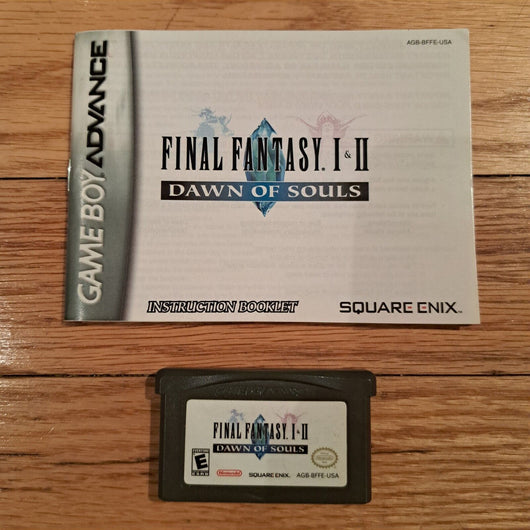 AGB-BFFE-USA
GAME BOY ADVANCE
FINAL FANTASY. I & II
DAWN OF SOULS
INSTRUCTION BOOKLET
SQUARE ENIX
FINAL FANTASY. I & II
DAWN OF SOULS
E
Nintendo
SQUARE ENIX.
AGB-BFFE-USA